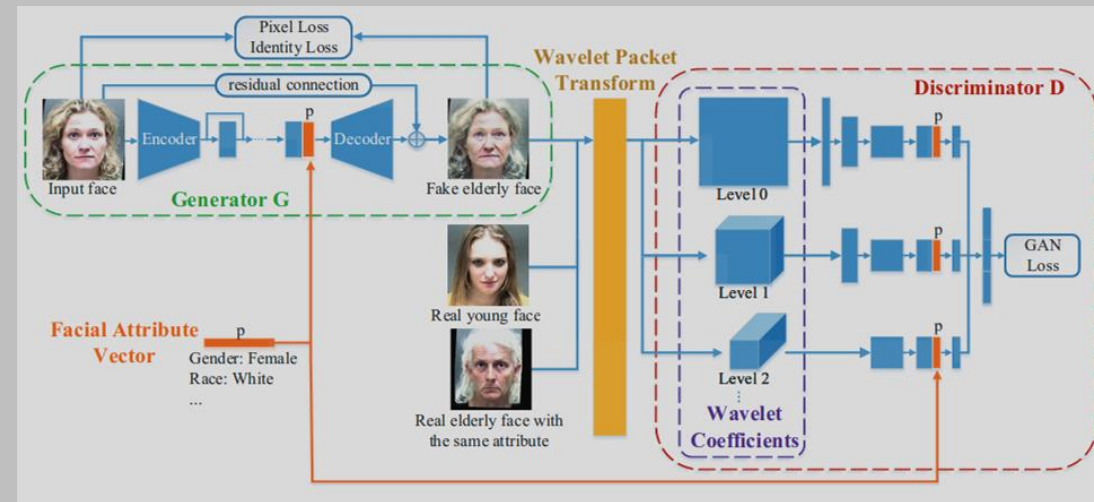 Pixel Loss
Identity Loss
Wavelet Packet
Transform
Discriminator D
residual connection
p
Encoder
Decoder
Input face
Fake elderly face
Generator G
Level 0
p
Level 1
p
GAN
Loss
Real young face
Facial Attribute
Vector
p
Gender: Female
Race: White
...
Real elderly face with
the same attribute
Level 2
p
Wavelet
Coefficients